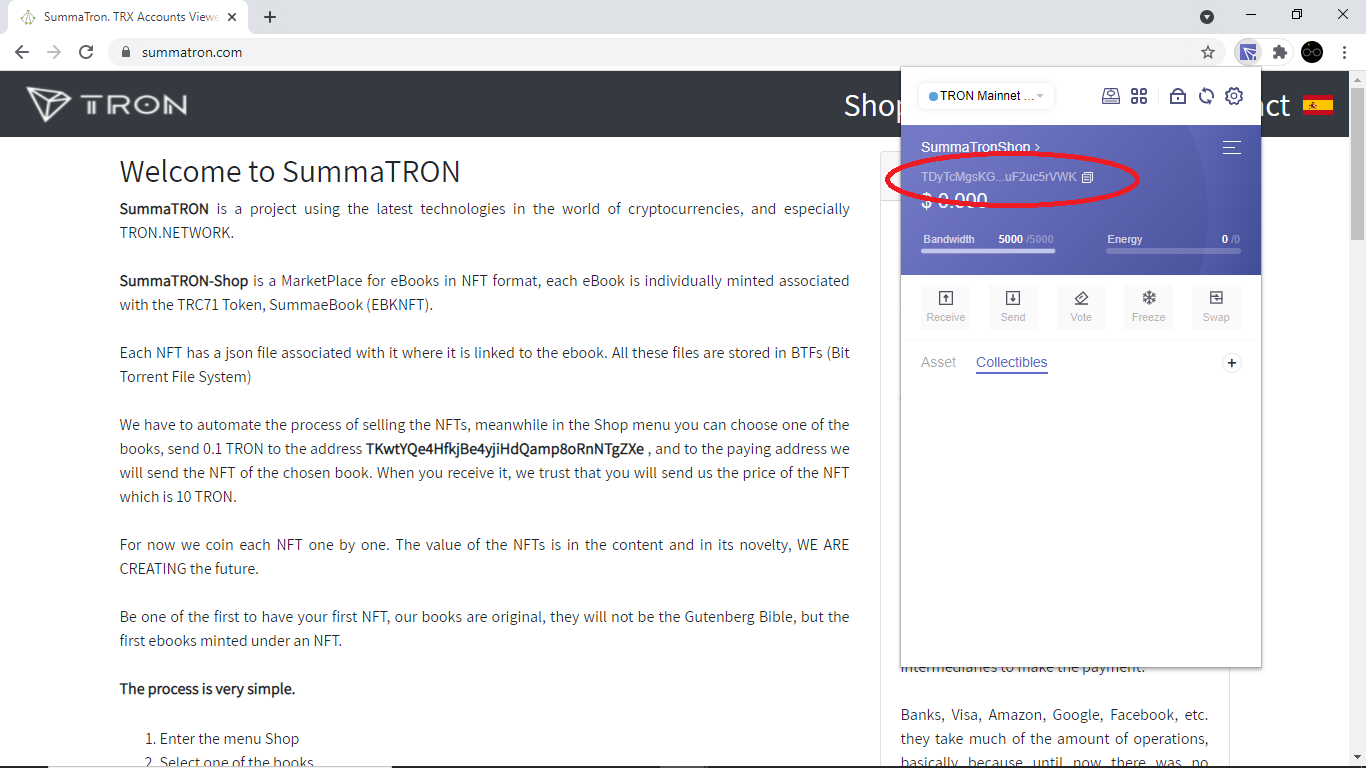 SummaTron. TRX Accounts Viewe
summatron.com
TRON
Shop
ct
Welcome to SummaTRON
SummaTRON is a project using the latest technologies in the world of cryptocurrencies, and especially
TRON.NETWORK.
SummaTRON-Shop is a MarketPlace for eBooks in NFT format, each eBook is individually minted associated
with the TRC71 Token, SummaeBook (EBKNFT).
Each NFT has a json file associated with it where it is linked to the ebook. All these files are stored in BTFs (Bit
Torrent File System)
We have to automate the process of selling the NFTs, meanwhile in the Shop menu you can choose one of the
books, send 0.1 TRON to the address TKwtYQe4HfkjBe4yjiHdQamp8oRnNTgZXe , and to the paying address we
will send the NFT of the chosen book. When you receive it, we trust that you will send us the price of the NFT
which is 10 TRON.
For now we coin each NFT one by one. The value of the NFTs is in the content and in its novelty, WE ARE
CREATING the future.
Be one of the first to have your first NFT, our books are original, they will not be the Gutenberg Bible, but the
first ebooks minted under an NFT.
The process is very simple.
1. Enter the menu Shop
2. Select one of the books
TRON Mainnet ...
SummaTronShop >
TDyTcMgsKG...uF2uc5rVWK
$ 0.000
Bandwidth 5000 /5000 Energy 0 /0
Receive Send Vote Freeze Swap
Asset Collectibles +
intermediaries to make the payment.
Banks, Visa, Amazon, Google, Facebook, etc.
they take much of the amount of operations,
basically because until now there was no